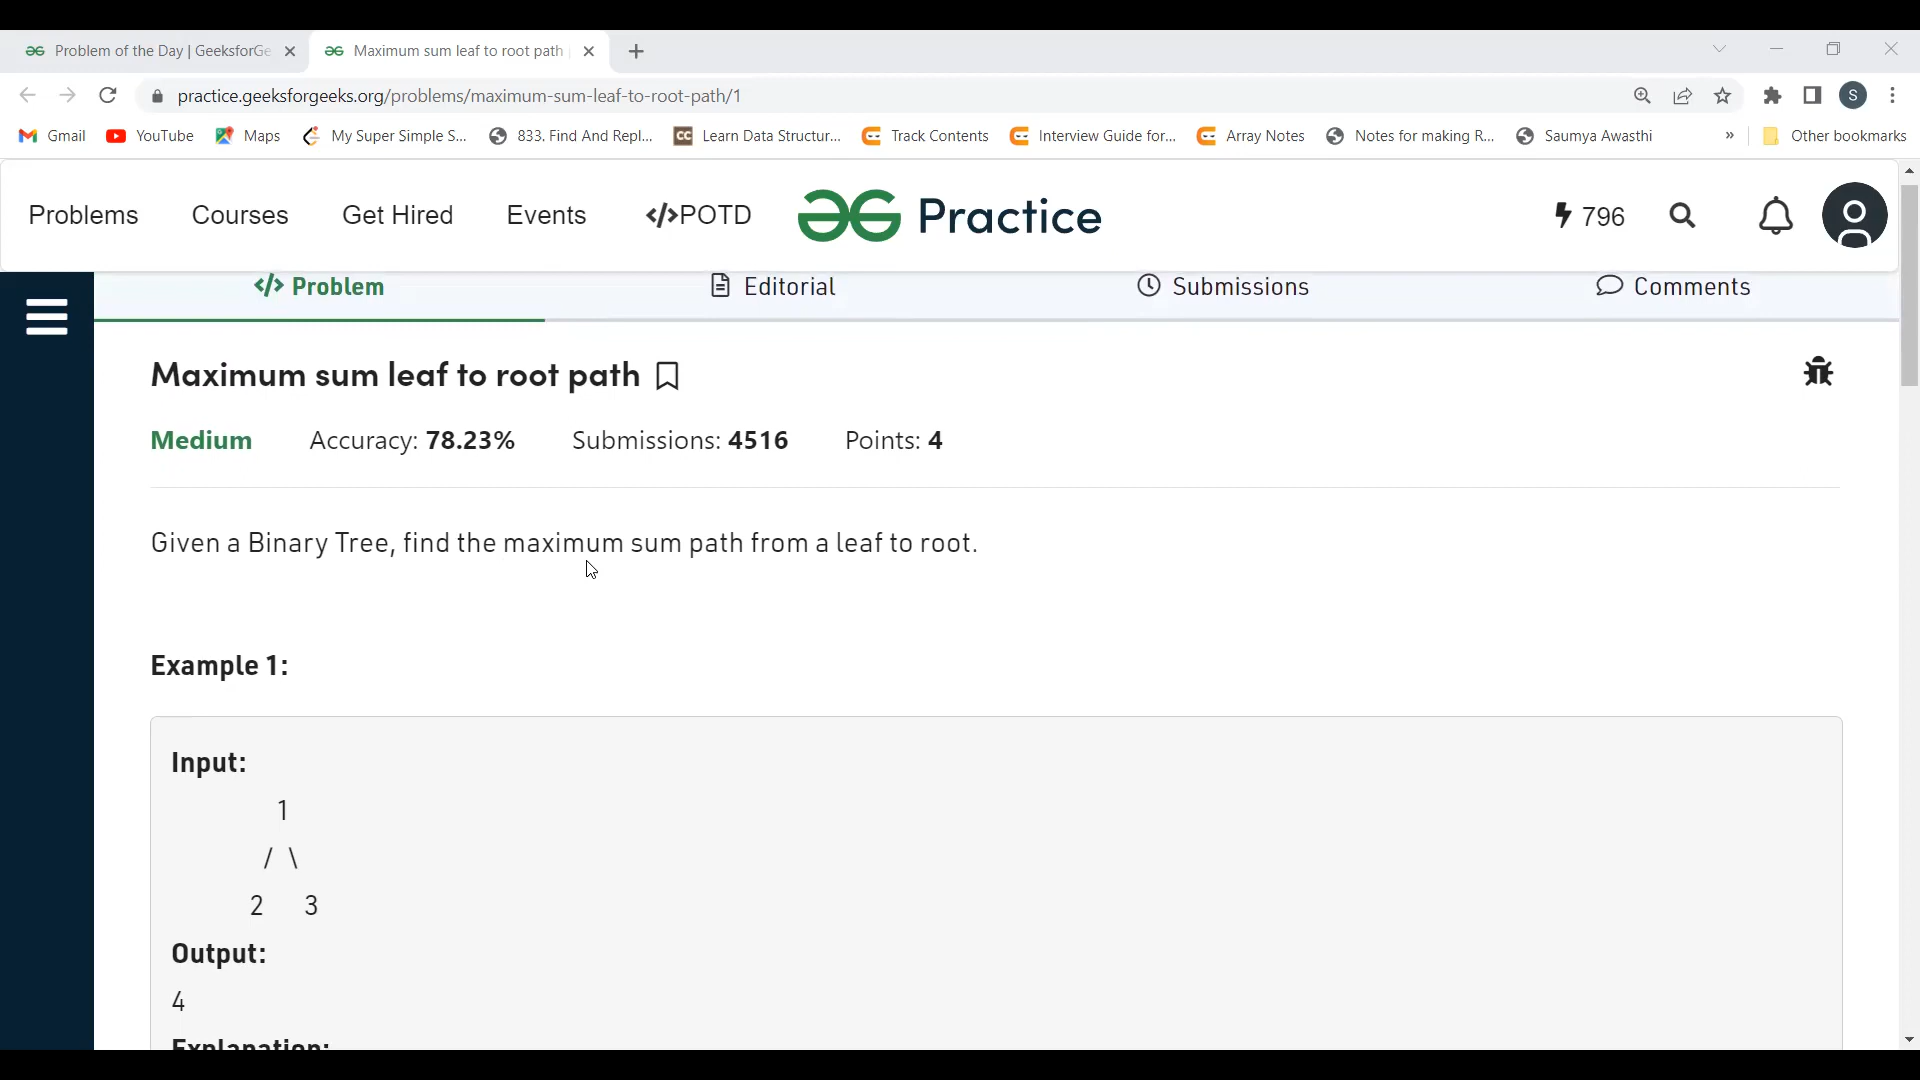 Problem of the Day | GeeksforGe
Maximum sum leaf to root path
practice.geeksforgeeks.org/problems/maximum-sum-leaf-to-root-path/1
S
Gmail YouTube Maps My Super Simple S... 833. Find And Repl... CC Learn Data Structur... Track Contents Interview Guide for... Array Notes Notes for making R... Saumya Awasthi » Other bookmarks
Problems Courses Get Hired Events </>POTD Practice 796
</> Problem Editorial Submissions Comments
Maximum sum leaf to root path
Medium Accuracy: 78.23% Submissions: 4516 Points: 4
Given a Binary Tree, find the maximum sum path from a leaf to root.
Example 1:
Input:
1
/ \
2 3
Output:
4
Explanation: